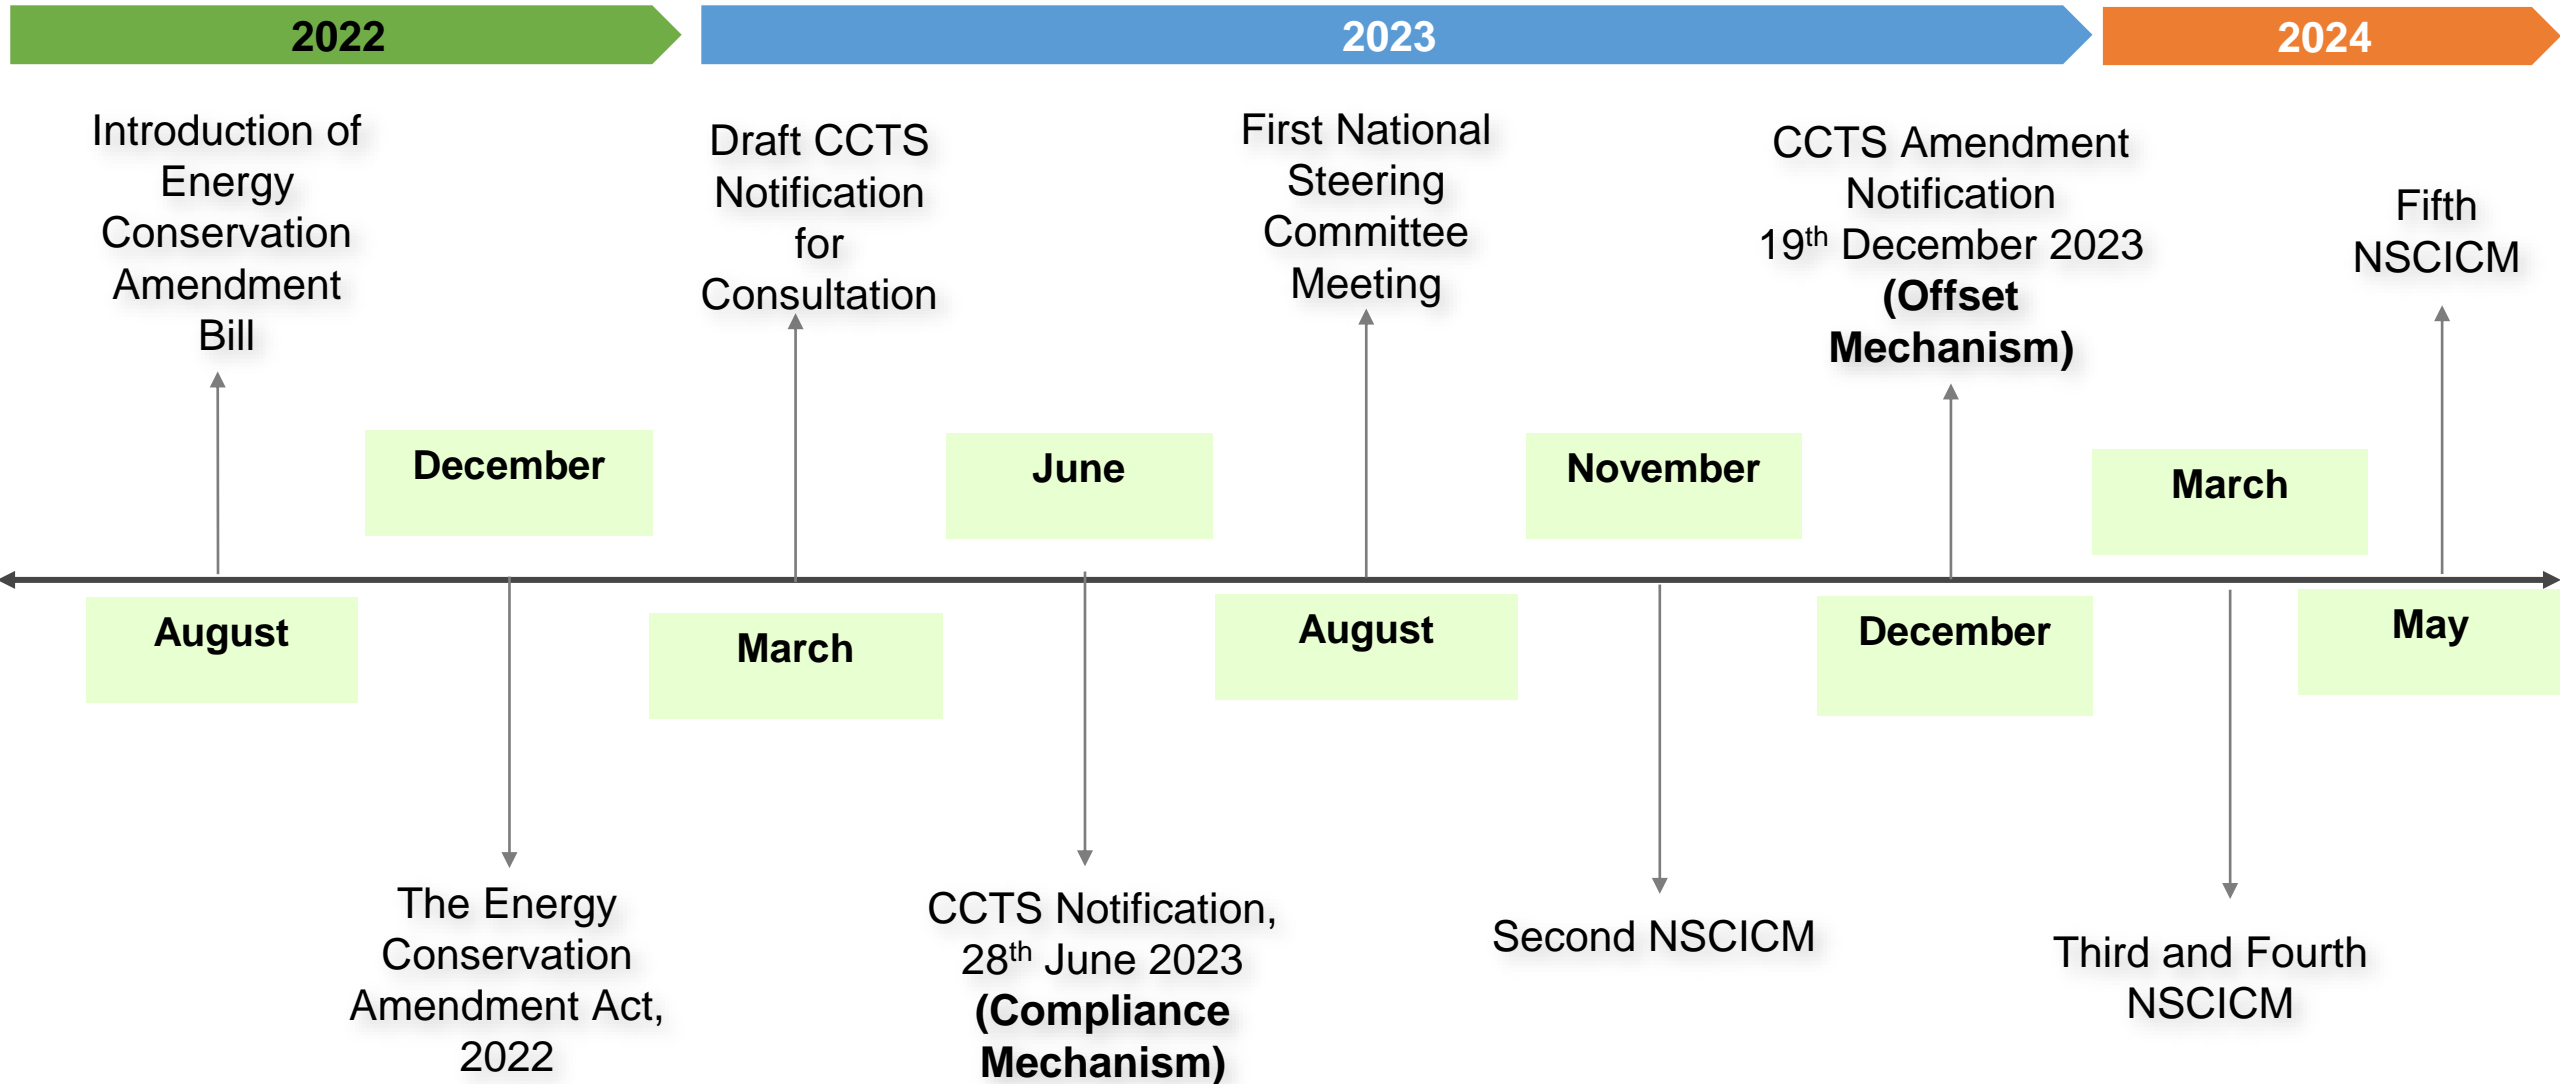 2022
2023
2024
Introduction of
Energy
Conservation
Amendment
Bill
Draft CCTS
Notification
for
Consultation
First National
Steering
Committee
Meeting
CCTS Amendment
Notification
19th December 2023
(Offset
Mechanism)
Fifth
NSCICM
December
June
November
March
August
March
August
December
May
The Energy
Conservation
Amendment Act,
2022
CCTS Notification,
28th June 2023
(Compliance
Mechanism)
Second NSCICM
Third and Fourth
NSCICM